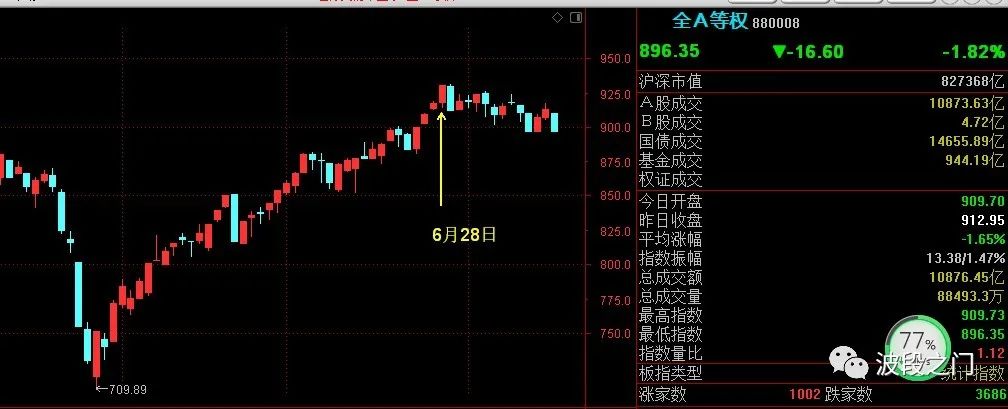 全A等权 880008
896.35 ▼-16.60 -1.82%
沪深市值 827368亿
A股成交 10873.63亿
B股成交 4.72亿
国债成交 14655.89亿
基金成交 944.19亿
权证成交
今日开盘 909.70
昨日收盘 912.95
平均涨幅 -1.65%
指数振幅 13.38/1.47%
总成交额 10876.45亿
总成交量 88493.3万
最高指数 909.73
最低指数 896.35
指数量比 1.12
板指类型 统计指数
涨家数 1002 跌家数 3686
950.0
925.0
900.0
875.0
850.0
825.0
800.0
775.0
750.0
6月28日
←709.89
77%
波段之门